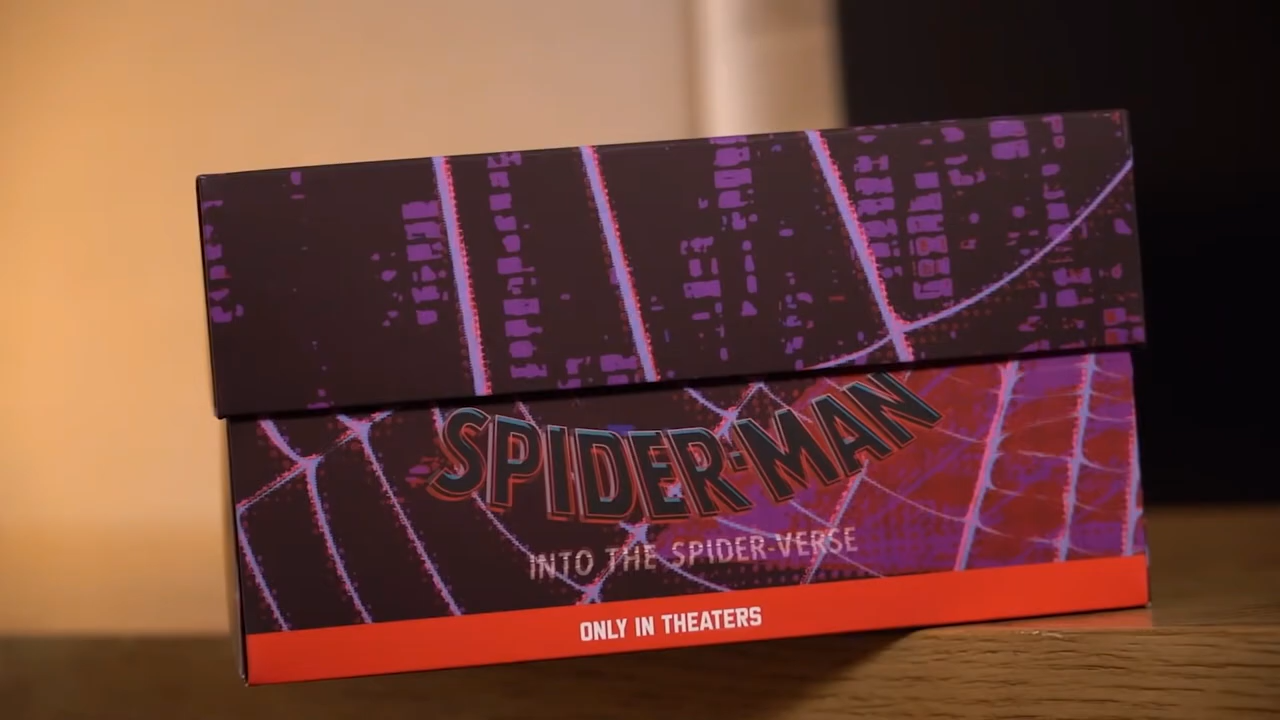 SPIDER-MAN
INTO THE SPIDER-VERSE
ONLY IN THEATERS